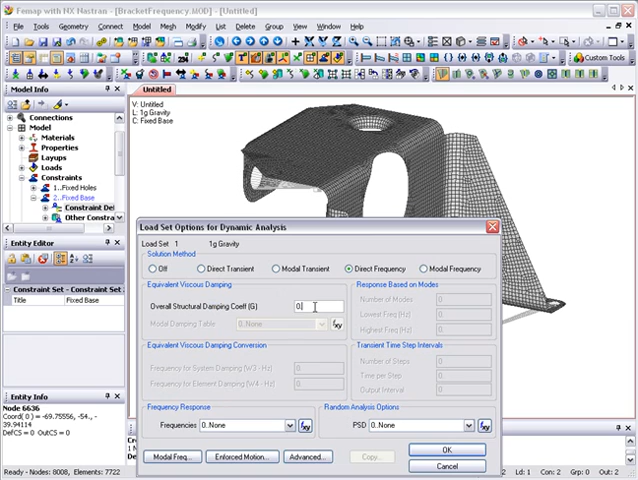 Femap with NX Nastran - [BracketFrequency.MOD] - [Untitled]
File Tools Geometry Connect Model Mesh Modify List Delete Group View Window Help
Custom Tools
Model Info
Connections
Model
Materials
Properties
Layups
Loads
Constraints
1..Fixed Holes
2..Fixed Base
Constraint Def
Other Constra
Entity Editor
Constraint Set - Constraint Set
Title Fixed Base
Entity Info
Node 6636
Coord( 0) = -69.75556, -54., -
39.94114
DefCS = 0 OutCS = 0
Untitled
V: Untitled
L: 1g Gravity
C: Fixed Base
Load Set Options for Dynamic Analysis
Load Set 1 1g Gravity
Solution Method
Off Direct Transient Modal Transient Direct Frequency Modal Frequency
Equivalent Viscous Damping
Overall Structural Damping Coeff (G) 0.
Modal Damping Table 0..None
Response Based on Modes
Number of Modes 0
Lowest Freq (Hz) 0.
Highest Freq (Hz) 0.
Equivalent Viscous Damping Conversion
Frequency for System Damping (W3 - Hz) 0.
Frequency for Element Damping (W4 - Hz) 0.
Transient Time Step Intervals
Number of Steps 0
Time per Step 0.
Output Interval 0
Frequency Response
Frequencies 0..None
Random Analysis Options
PSD 0..None
Modal Freq... Enforced Motion... Advanced... Copy... OK
Cancel
Ready - Nodes: 8008, Elements: 7722 Ld: 1 Con: 2